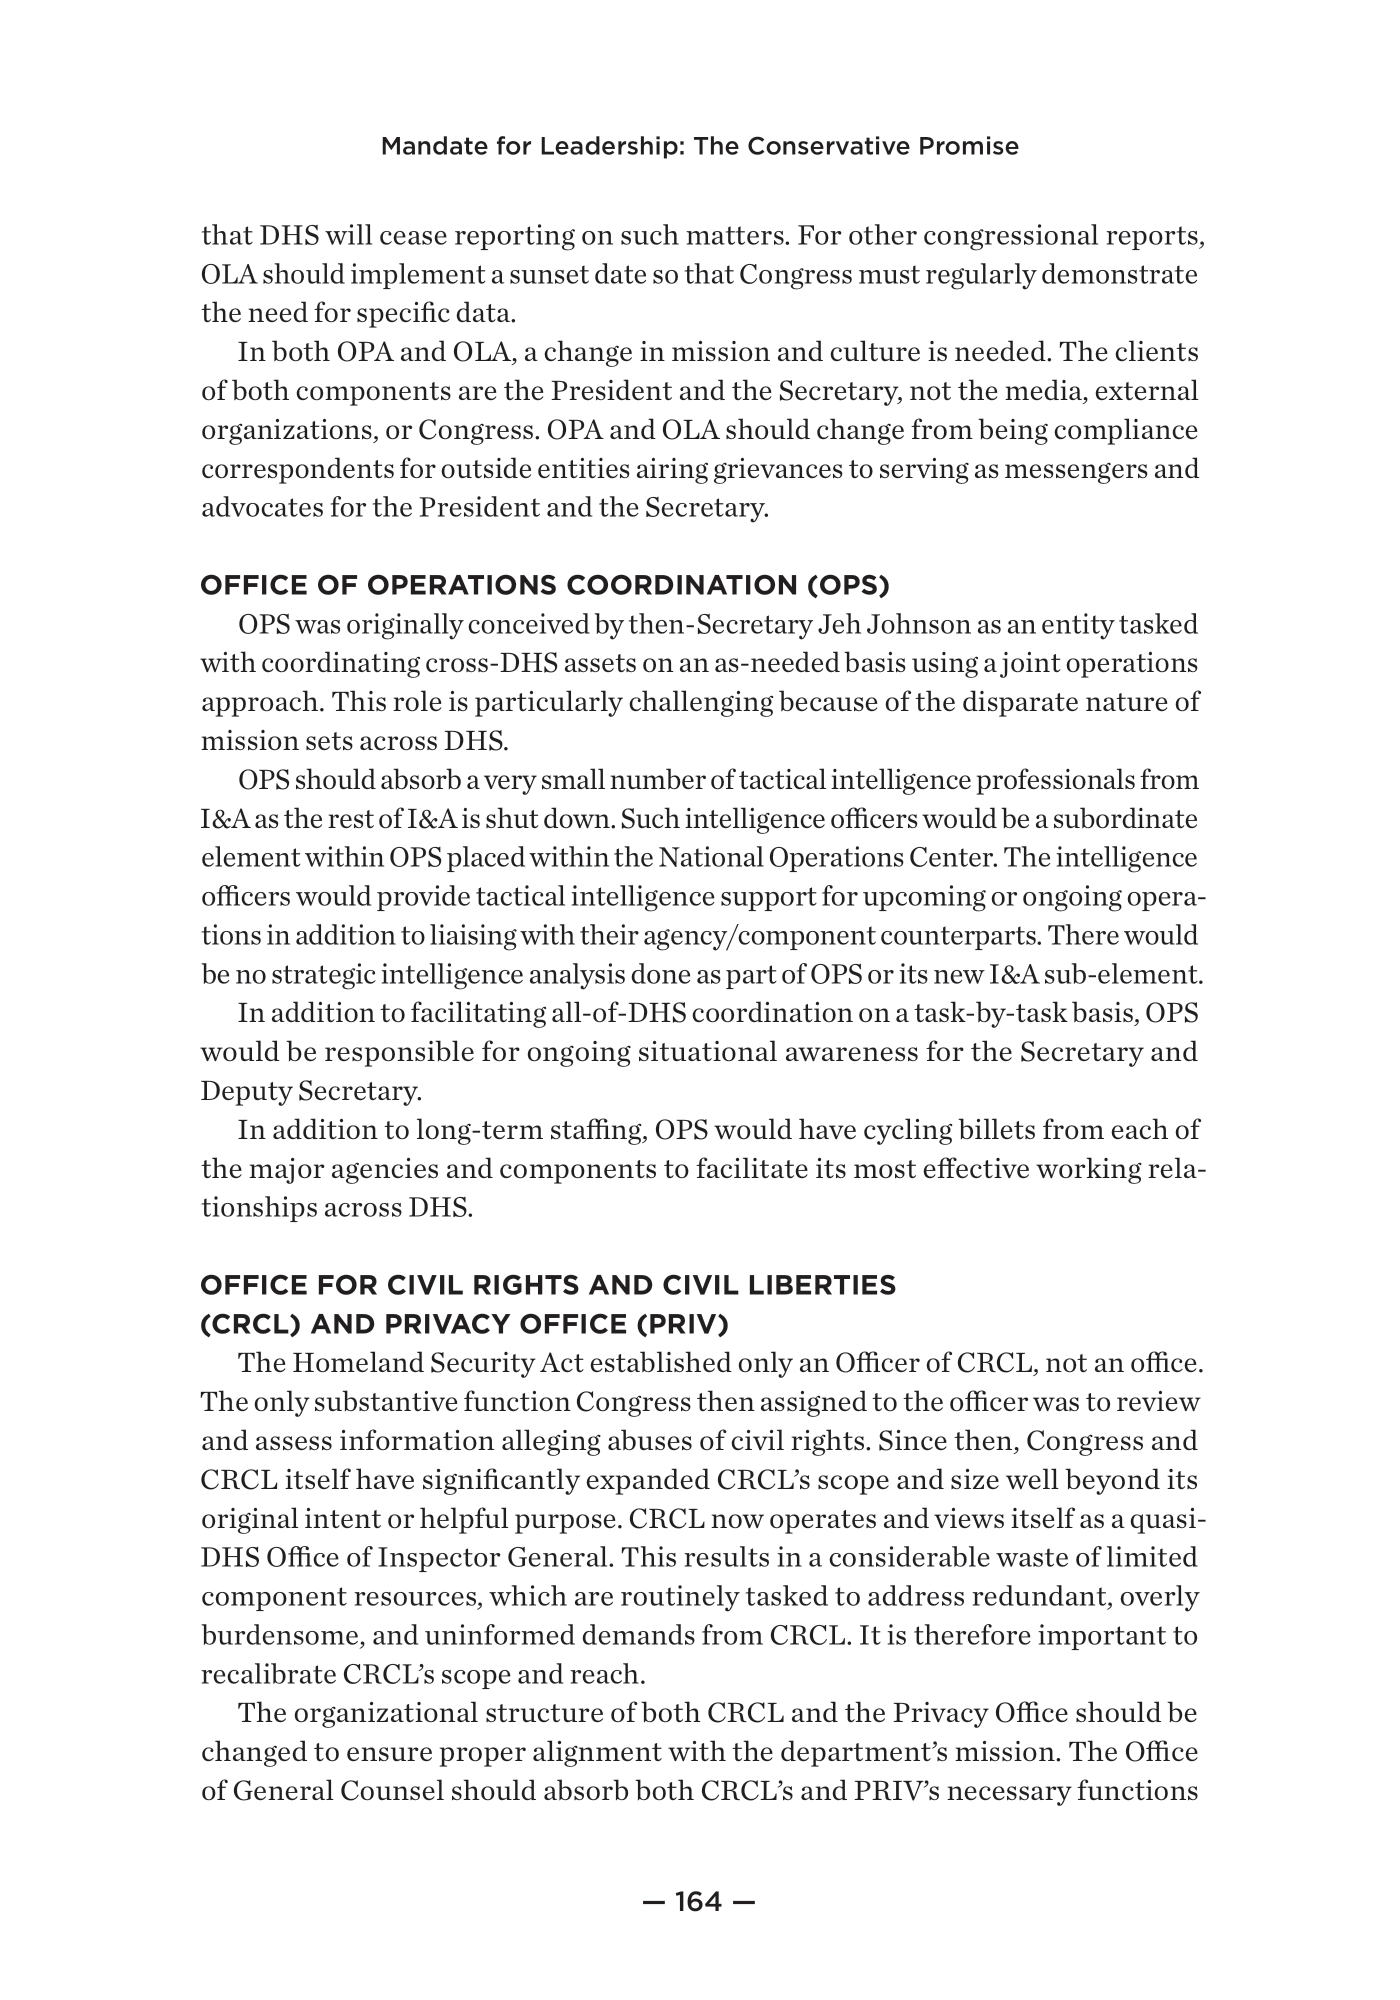 Mandate for Leadership: The Conservative Promise
that DHS will cease reporting on such matters. For other congressional reports,
OLA should implement a sunset date so that Congress must regularly demonstrate
the need for specific data.
In both OPA and OLA, a change in mission and culture is needed. The clients
of both components are the President and the Secretary, not the media, external
organizations, or Congress. OPA and OLA should change from being compliance
correspondents for outside entities airing grievances to serving as messengers and
advocates for the President and the Secretary.
OFFICE OF OPERATIONS COORDINATION (OPS)
OPS was originally conceived by then-Secretary Jeh Johnson as an entity tasked
with coordinating cross-DHS assets on an as-needed basis using a joint operations
approach. This role is particularly challenging because of the disparate nature of
mission sets across DHS.
OPS should absorb a very small number of tactical intelligence professionals from
I&A as the rest of I&A is shut down. Such intelligence officers would be a subordinate
element within OPS placed within the National Operations Center. The intelligence
officers would provide tactical intelligence support for upcoming or ongoing opera-
tions in addition to liaising with their agency/component counterparts. There would
be no strategic intelligence analysis done as part of OPS or its new I&A sub-element.
In addition to facilitating all-of-DHS coordination on a task-by-task basis, OPS
would be responsible for ongoing situational awareness for the Secretary and
Deputy Secretary.
In addition to long-term staffing, OPS would have cycling billets from each of
the major agencies and components to facilitate its most effective working rela-
tionships across DHS.
OFFICE FOR CIVIL RIGHTS AND CIVIL LIBERTIES
(CRCL) AND PRIVACY OFFICE (PRIV)
The Homeland Security Act established only an Officer of CRCL, not an office.
The only substantive function Congress then assigned to the officer was to review
and assess information alleging abuses of civil rights. Since then, Congress and
CRCL itself have significantly expanded CRCL’s scope and size well beyond its
original intent or helpful purpose. CRCL now operates and views itself as a quasi-
DHS Office of Inspector General. This results in a considerable waste of limited
component resources, which are routinely tasked to address redundant, overly
burdensome, and uninformed demands from CRCL. It is therefore important to
recalibrate CRCL’s scope and reach.
The organizational structure of both CRCL and the Privacy Office should be
changed to ensure proper alignment with the department’s mission. The Office
of General Counsel should absorb both CRCL’s and PRIV’s necessary functions
— 164 —